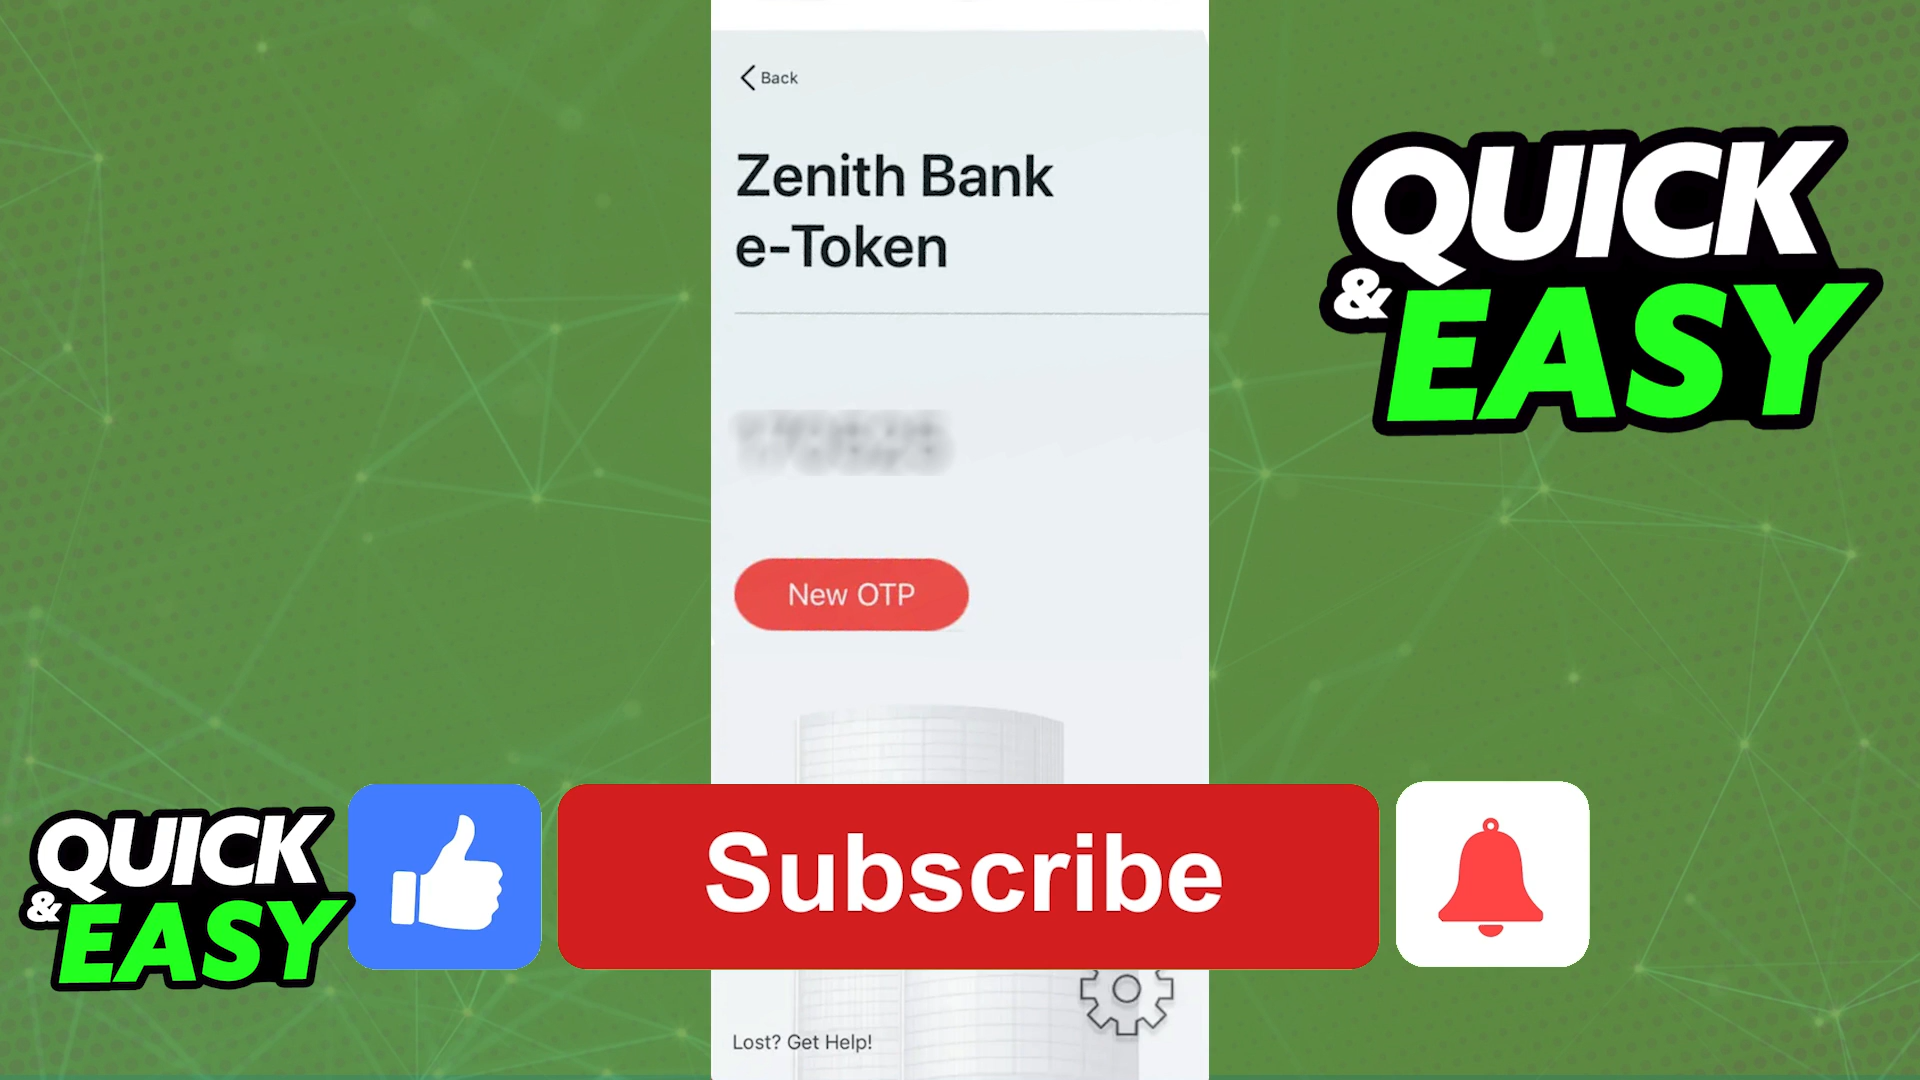 Back
Zenith Bank
e-Token
New OTP
Lost? Get Help!
QUICK
& EASY
QUICK
& EASY
Subscribe